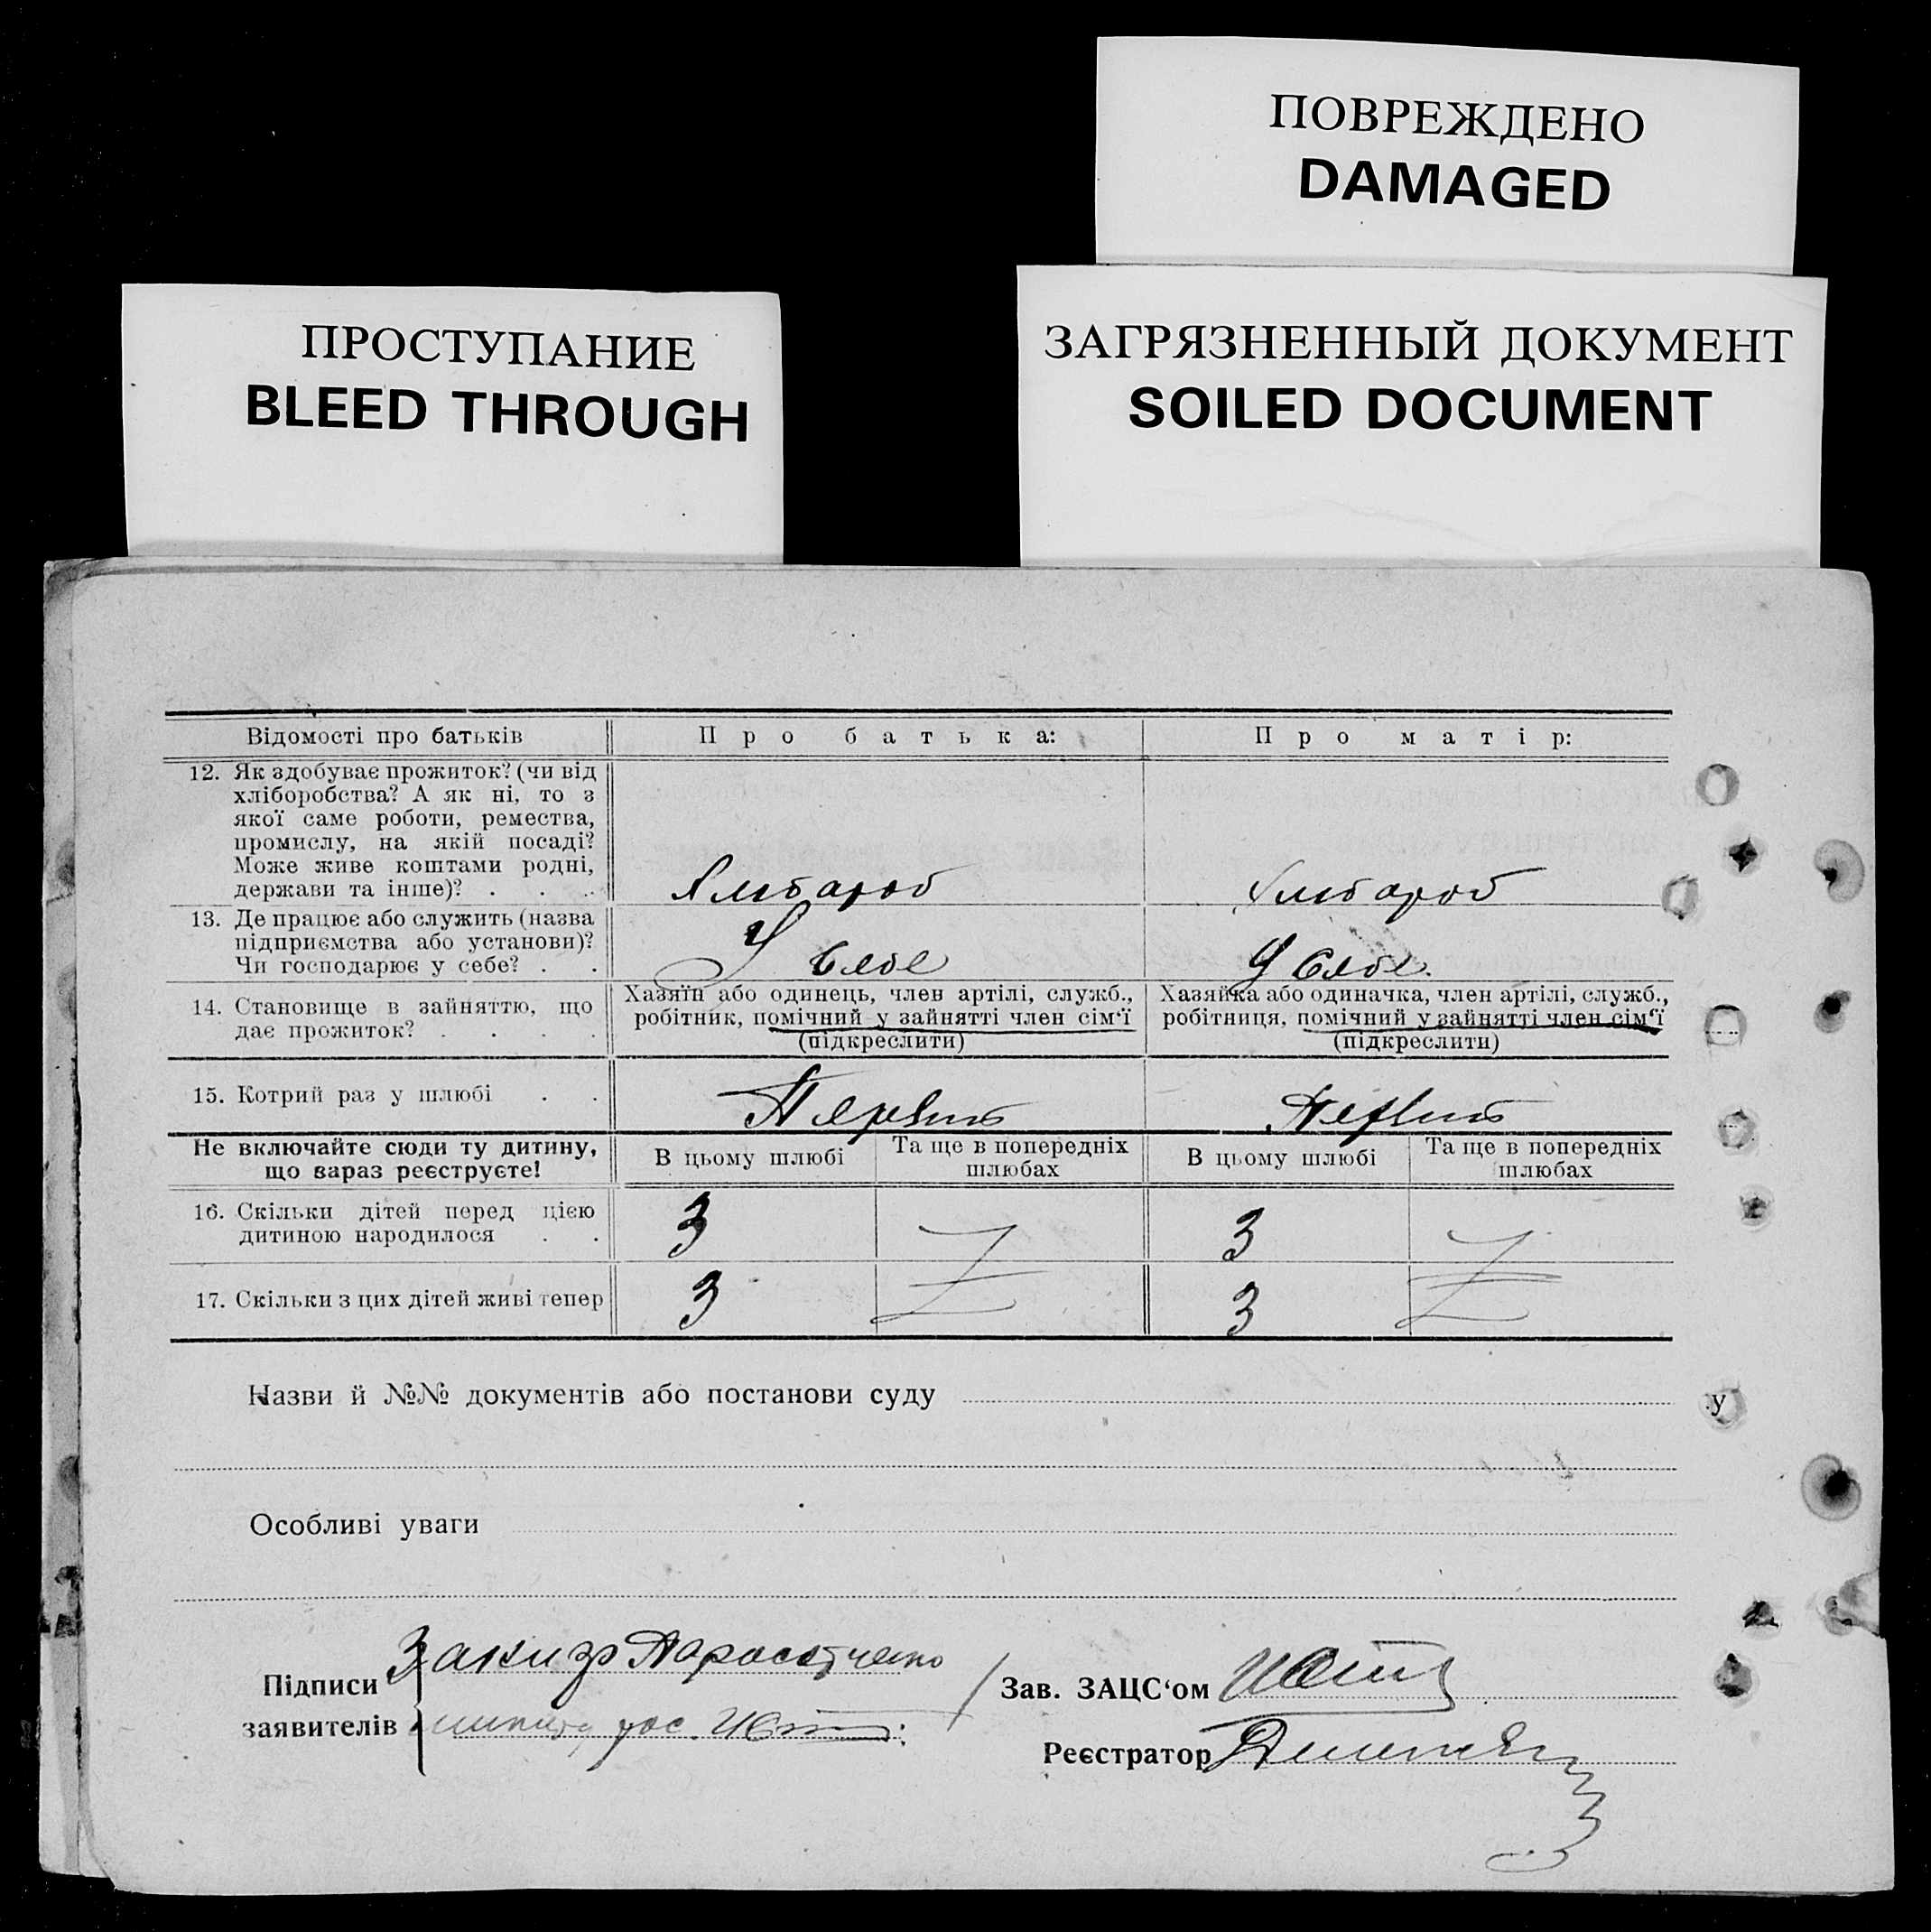 ПОВРЕЖДЕНО
DAMAGED
ПРОСТУПАНИЕ
BLEED THROUGH
ЗАГРЯЗНЕННЫЙ ДОКУМЕНТ
SOILED DOCUMENT
Відомості про батьків
Про батька:
Про матір:
12. Як здобуває прожиток? (чи від
хліборобства? А як ні, то з
якої саме роботи, ремества,
промислу, на якій посаді?
Може живе коштами родні,
держави та інше)? . . .
13. Де працює або служить (назва
підприємства або установи)?
Чи господарює у себе? . .
У себе
У себе.
14. Становище в зайняттю, що
дає прожиток? . . . .
Хазяїн або одинець, член артілі, служб.,
робітник, помічний у зайнятті член сім‘ї
(підкреслити)
Хазяйка або одиначка, член артілі, служб.,
робітниця, помічний у зайнятті член сім‘ї
(підкреслити)
15. Котрий раз у шлюбі . .
Не включайте сюди ту дитину,
що зараз реєструєте!
В цьому шлюбі
Та ще в попередніх
шлюбах
В цьому шлюбі
Та ще в попередніх
шлюбах
16. Скільки дітей перед цією
дитиною народилося . .
3
3
17. Скільки з цих дітей живі тепер
3
3
Назви й №№ документів або постанови суду
у
Особливі уваги
Підписи
заявителів
Зав. ЗАЦС‘ом
Реєстратор